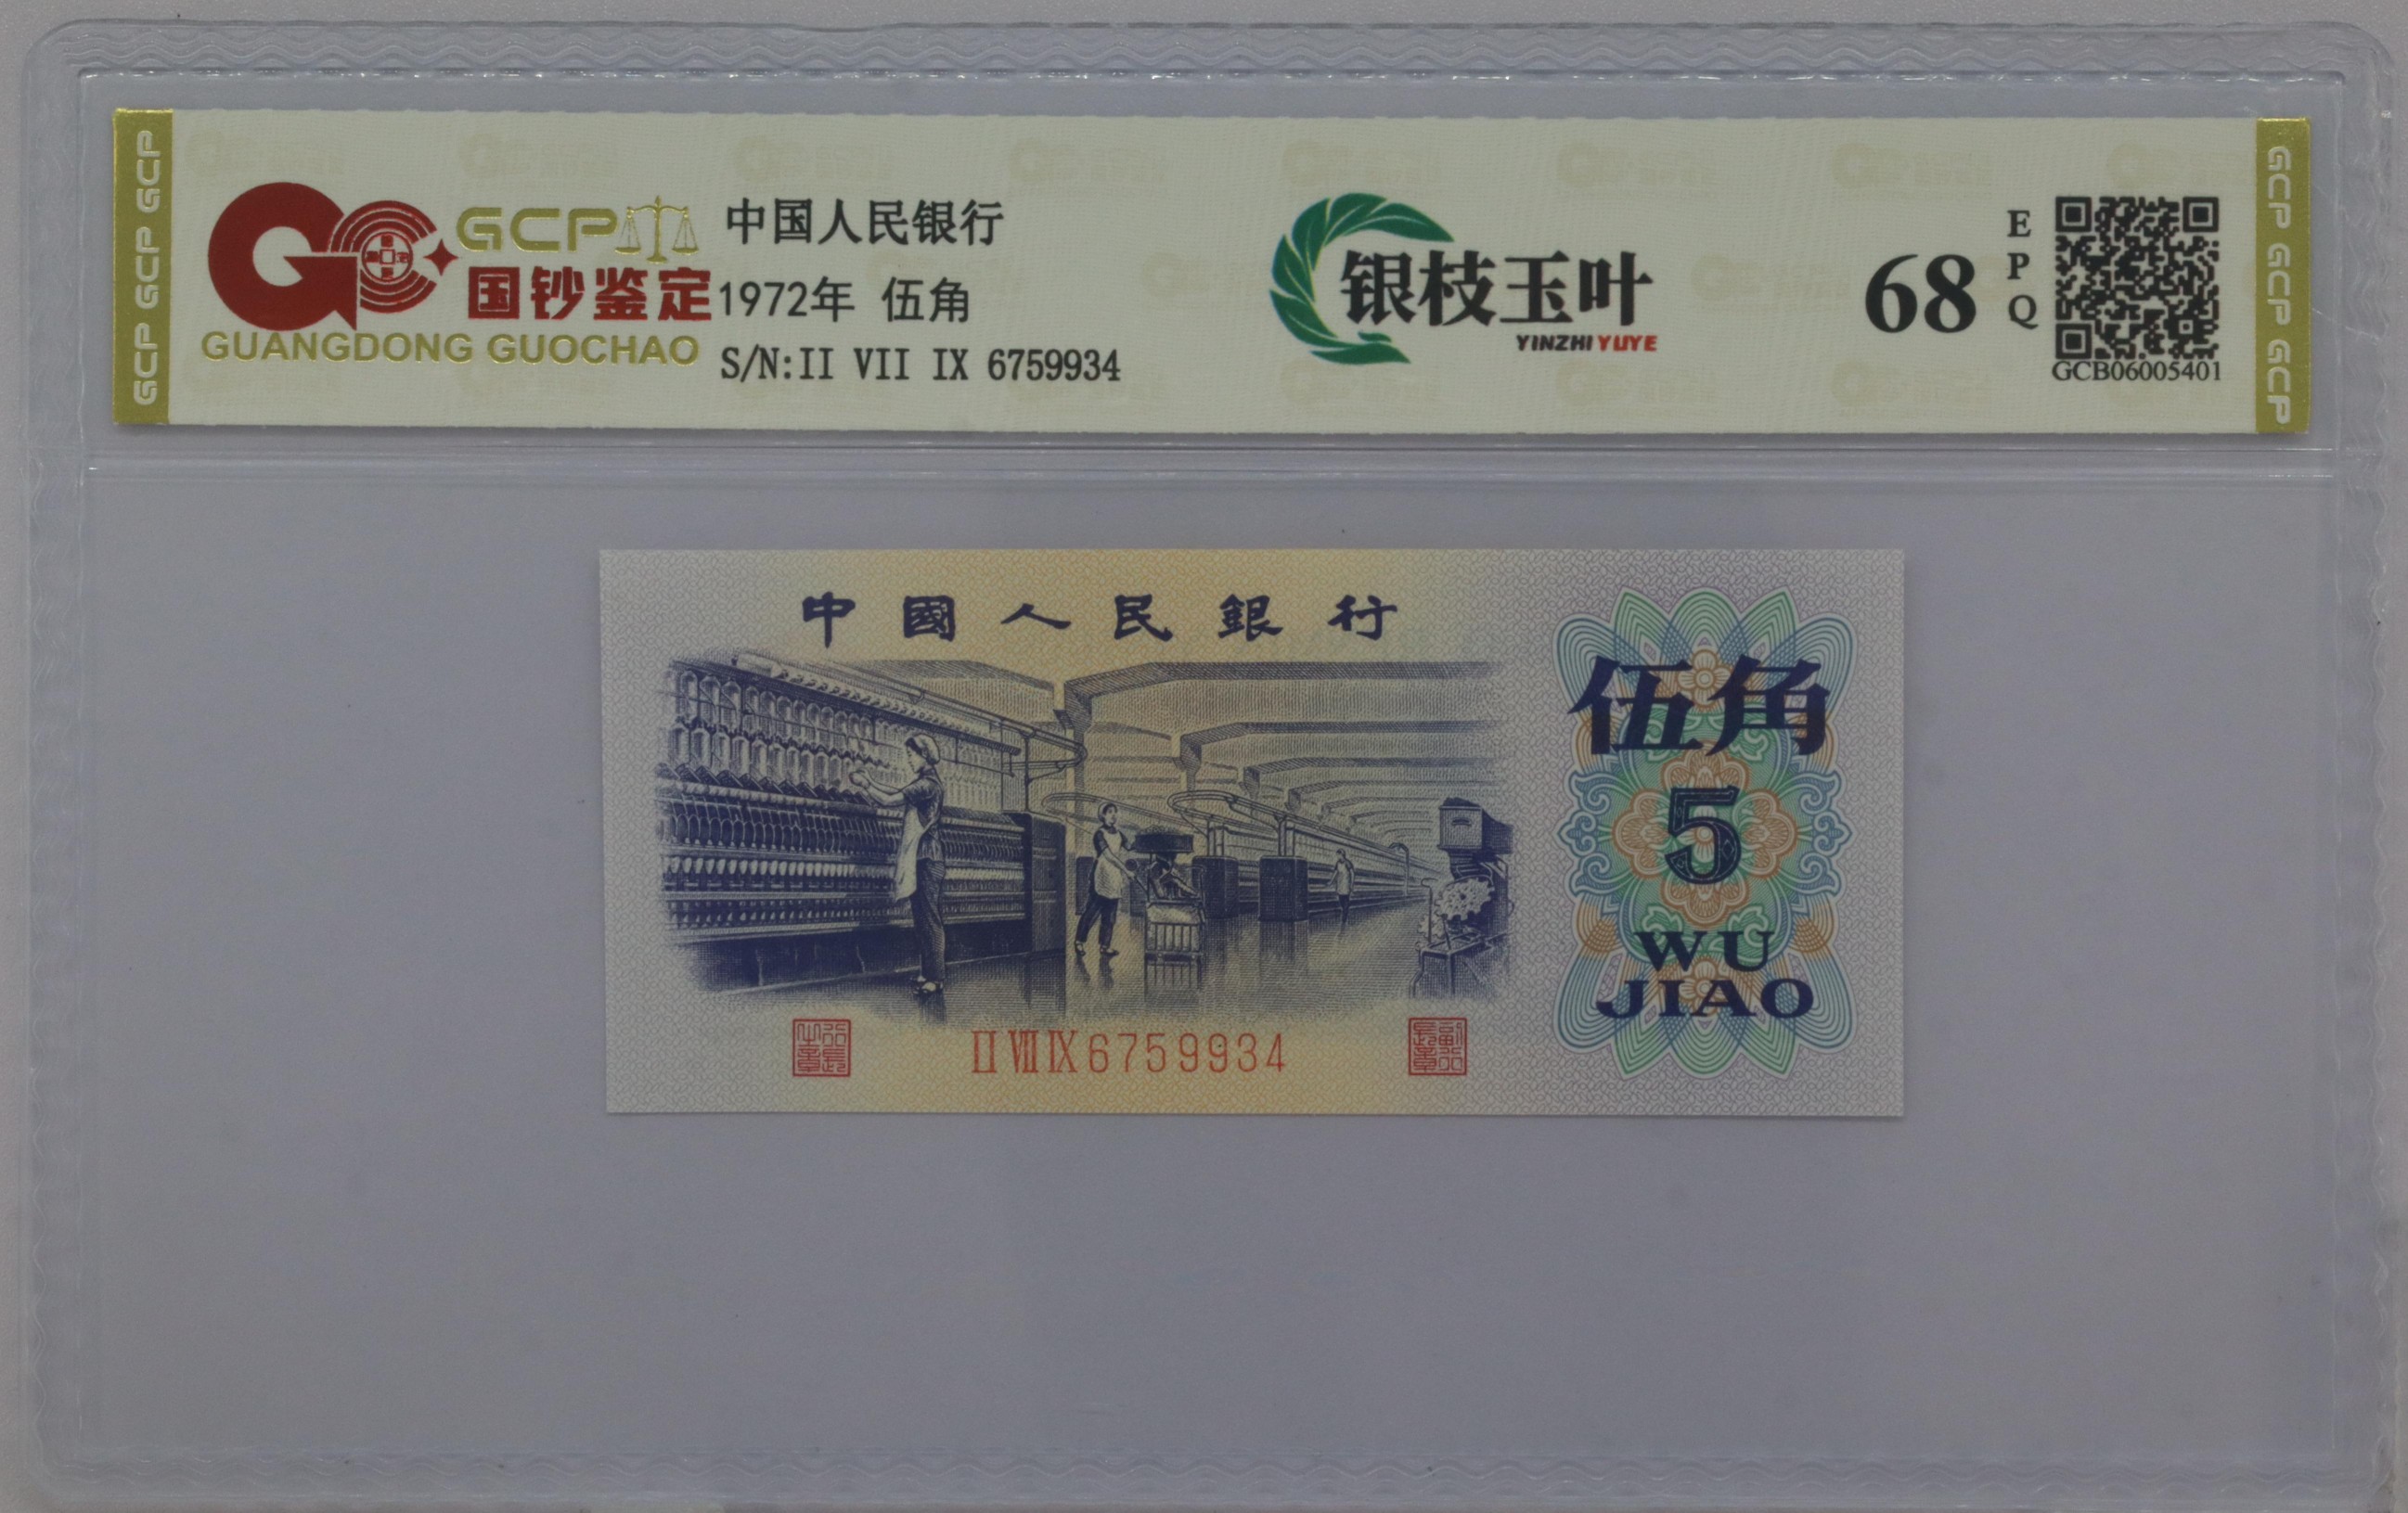 GCP GCP GCP
GCP
国钞鉴定
GUANGDONG GUOCHAO
中国人民银行
1972年 伍角
S/N:II VII IX 6759934
银枝玉叶
YINZHI YUYE
68
EPQ
GCB06005401
GCP GCP GCP
中國人民銀行
伍角
5
WU
JIAO
II VII IX 6759934